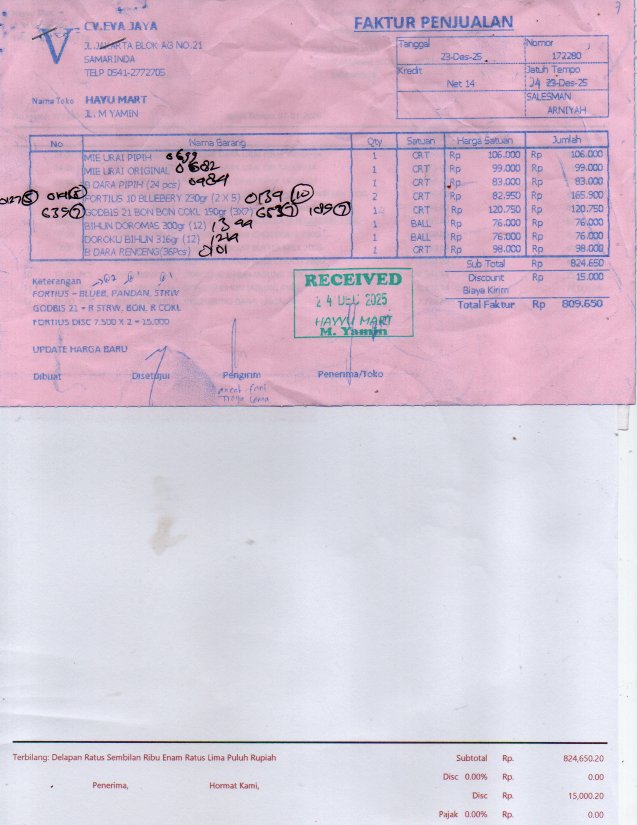 CV.EVA JAYA
JL.JAKARTA BLOK AG NO.21
SAMARINDA
TELP 0541-2772705
Nama Toko HAYU MART
JL. M YAMIN
FAKTUR PENJUALAN
Tanggal Nomor
23-Des-25 172280
Kredit Jatuh Tempo
Net 14 24 23-Des-25
SALESMAN
ARNIYAH
No Nama Barang Qty Satuan Harga Satuan Jumlah
MIE URAI PIPIH 1 CRT Rp 106.000 Rp 106.000
MIE URAI ORIGINAL 0682 1 CRT Rp 99.000 Rp 99.000
B DARA PIPIH (24 pcs) 0484 1 CRT Rp 83.000 Rp 83.000
FORTIUS 10 BLUEBERY 230gr (2 X 5) 0139 (10) 2 CRT Rp 82.950 Rp 165.900
GODBIS 21 BON BON COKL 190gr (3X7) 1 CRT Rp 120.750 Rp 120.750
BIHUN DOROMAS 300gr (12) 1 BALL Rp 76.000 Rp 76.000
DOROKU BIHUN 316gr (12) 1 BALL Rp 76.000 Rp 76.000
B DARA RENCENG(36Pcs) 1 CRT Rp 98.000 Rp 98.000
Sub Total Rp 824.650
Discount Rp 15.000
Biaya Kirim
Total Faktur Rp 809.650
Keterangan
FORTIUS = BLUEB, PANDAN, STRW
GODBIS 21 = R STRW, BON, R COKL
FORTIUS DISC 7.500 X 2 = 15.000
UPDATE HARGA BARU
RECEIVED
24 DEC 2025
HAYYU MART
M. Yamin
Dibuat Disetujui Pengirim Penerima/Toko
Terbilang: Delapan Ratus Sembilan Ribu Enam Ratus Lima Puluh Rupiah
Penerima, Hormat Kami,
Subtotal Rp. 824,650.20
Disc 0.00% Rp. 0.00
Disc Rp. 15,000.20
Pajak 0.00% Rp. 0.00